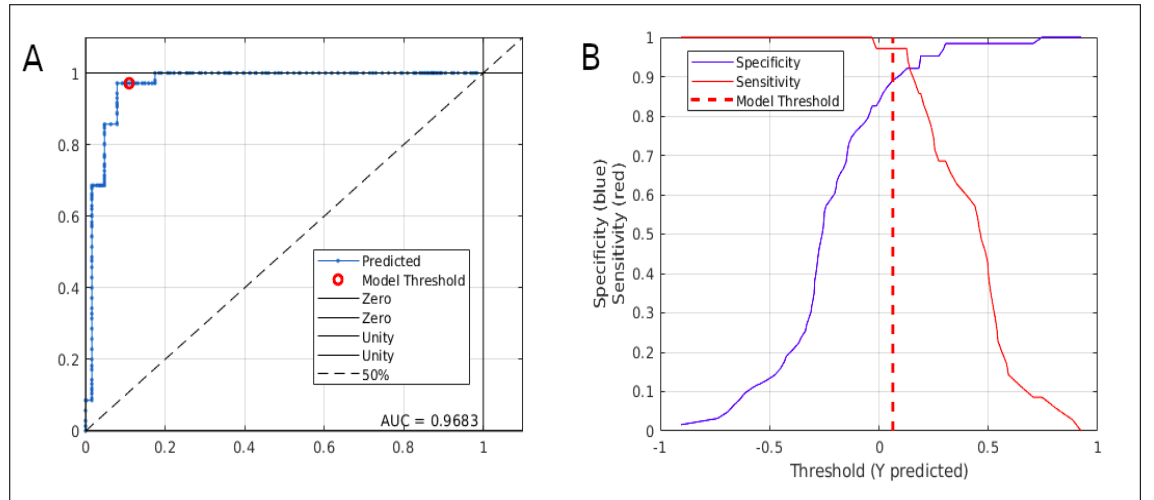 A
1
0.8
0.6
0.4
0.2
0
0
0.2
0.4
0.6
0.8
1
Predicted
Model Threshold
Zero
Zero
Unity
Unity
50%
AUC = 0.9683
B
Specificity (blue)
Sensitivity (red)
1
0.9
0.8
0.7
0.6
0.5
0.4
0.3
0.2
0.1
0
-1
-0.5
0
0.5
1
Specificity
Sensitivity
Model Threshold
Threshold (Y predicted)